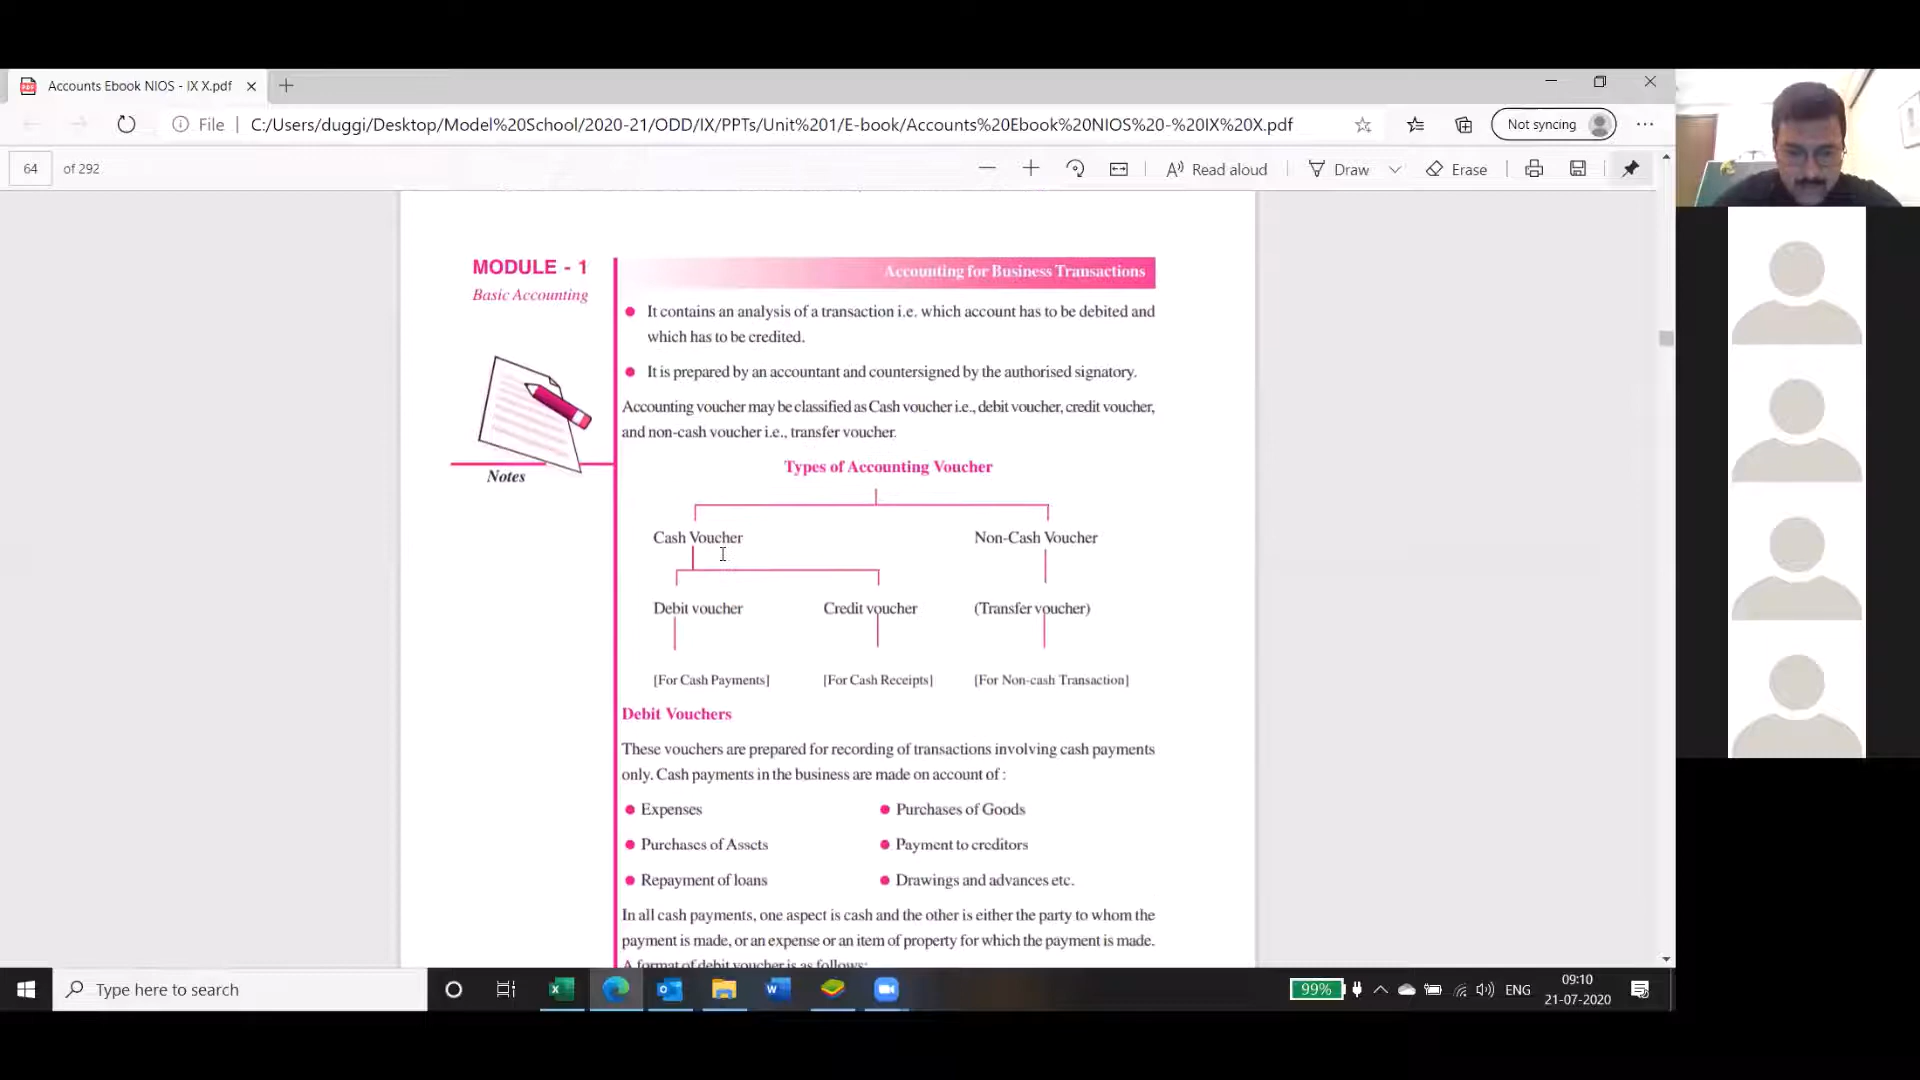 Accounts Ebook NIOS - IX X.pdf
File
C:/Users/duggi/Desktop/Model%20School/2020-21/ODD/IX/PPTs/Unit%201/E-book/Accounts%20Ebook%20NIOS%20-%20IX%20X.pdf
Not syncing
64 of 292
Read aloud
Draw
Erase
MODULE - 1
Basic Accounting
Notes
Accounting for Business Transactions
It contains an analysis of a transaction i.e. which account has to be debited and
which has to be credited.
It is prepared by an accountant and countersigned by the authorised signatory.
Accounting voucher may be classified as Cash voucher i.e., debit voucher, credit voucher,
and non-cash voucher i.e., transfer voucher.
Types of Accounting Voucher
Cash Voucher Non-Cash Voucher
Debit voucher Credit voucher (Transfer voucher)
[For Cash Payments] [For Cash Receipts] [For Non-cash Transaction]
Debit Vouchers
These vouchers are prepared for recording of transactions involving cash payments
only. Cash payments in the business are made on account of :
Expenses Purchases of Goods
Purchases of Assets Payment to creditors
Repayment of loans Drawings and advances etc.
In all cash payments, one aspect is cash and the other is either the party to whom the
payment is made, or an expense or an item of property for which the payment is made.
A format of debit voucher is as follows:
Type here to search
99%
ENG
09:10
21-07-2020